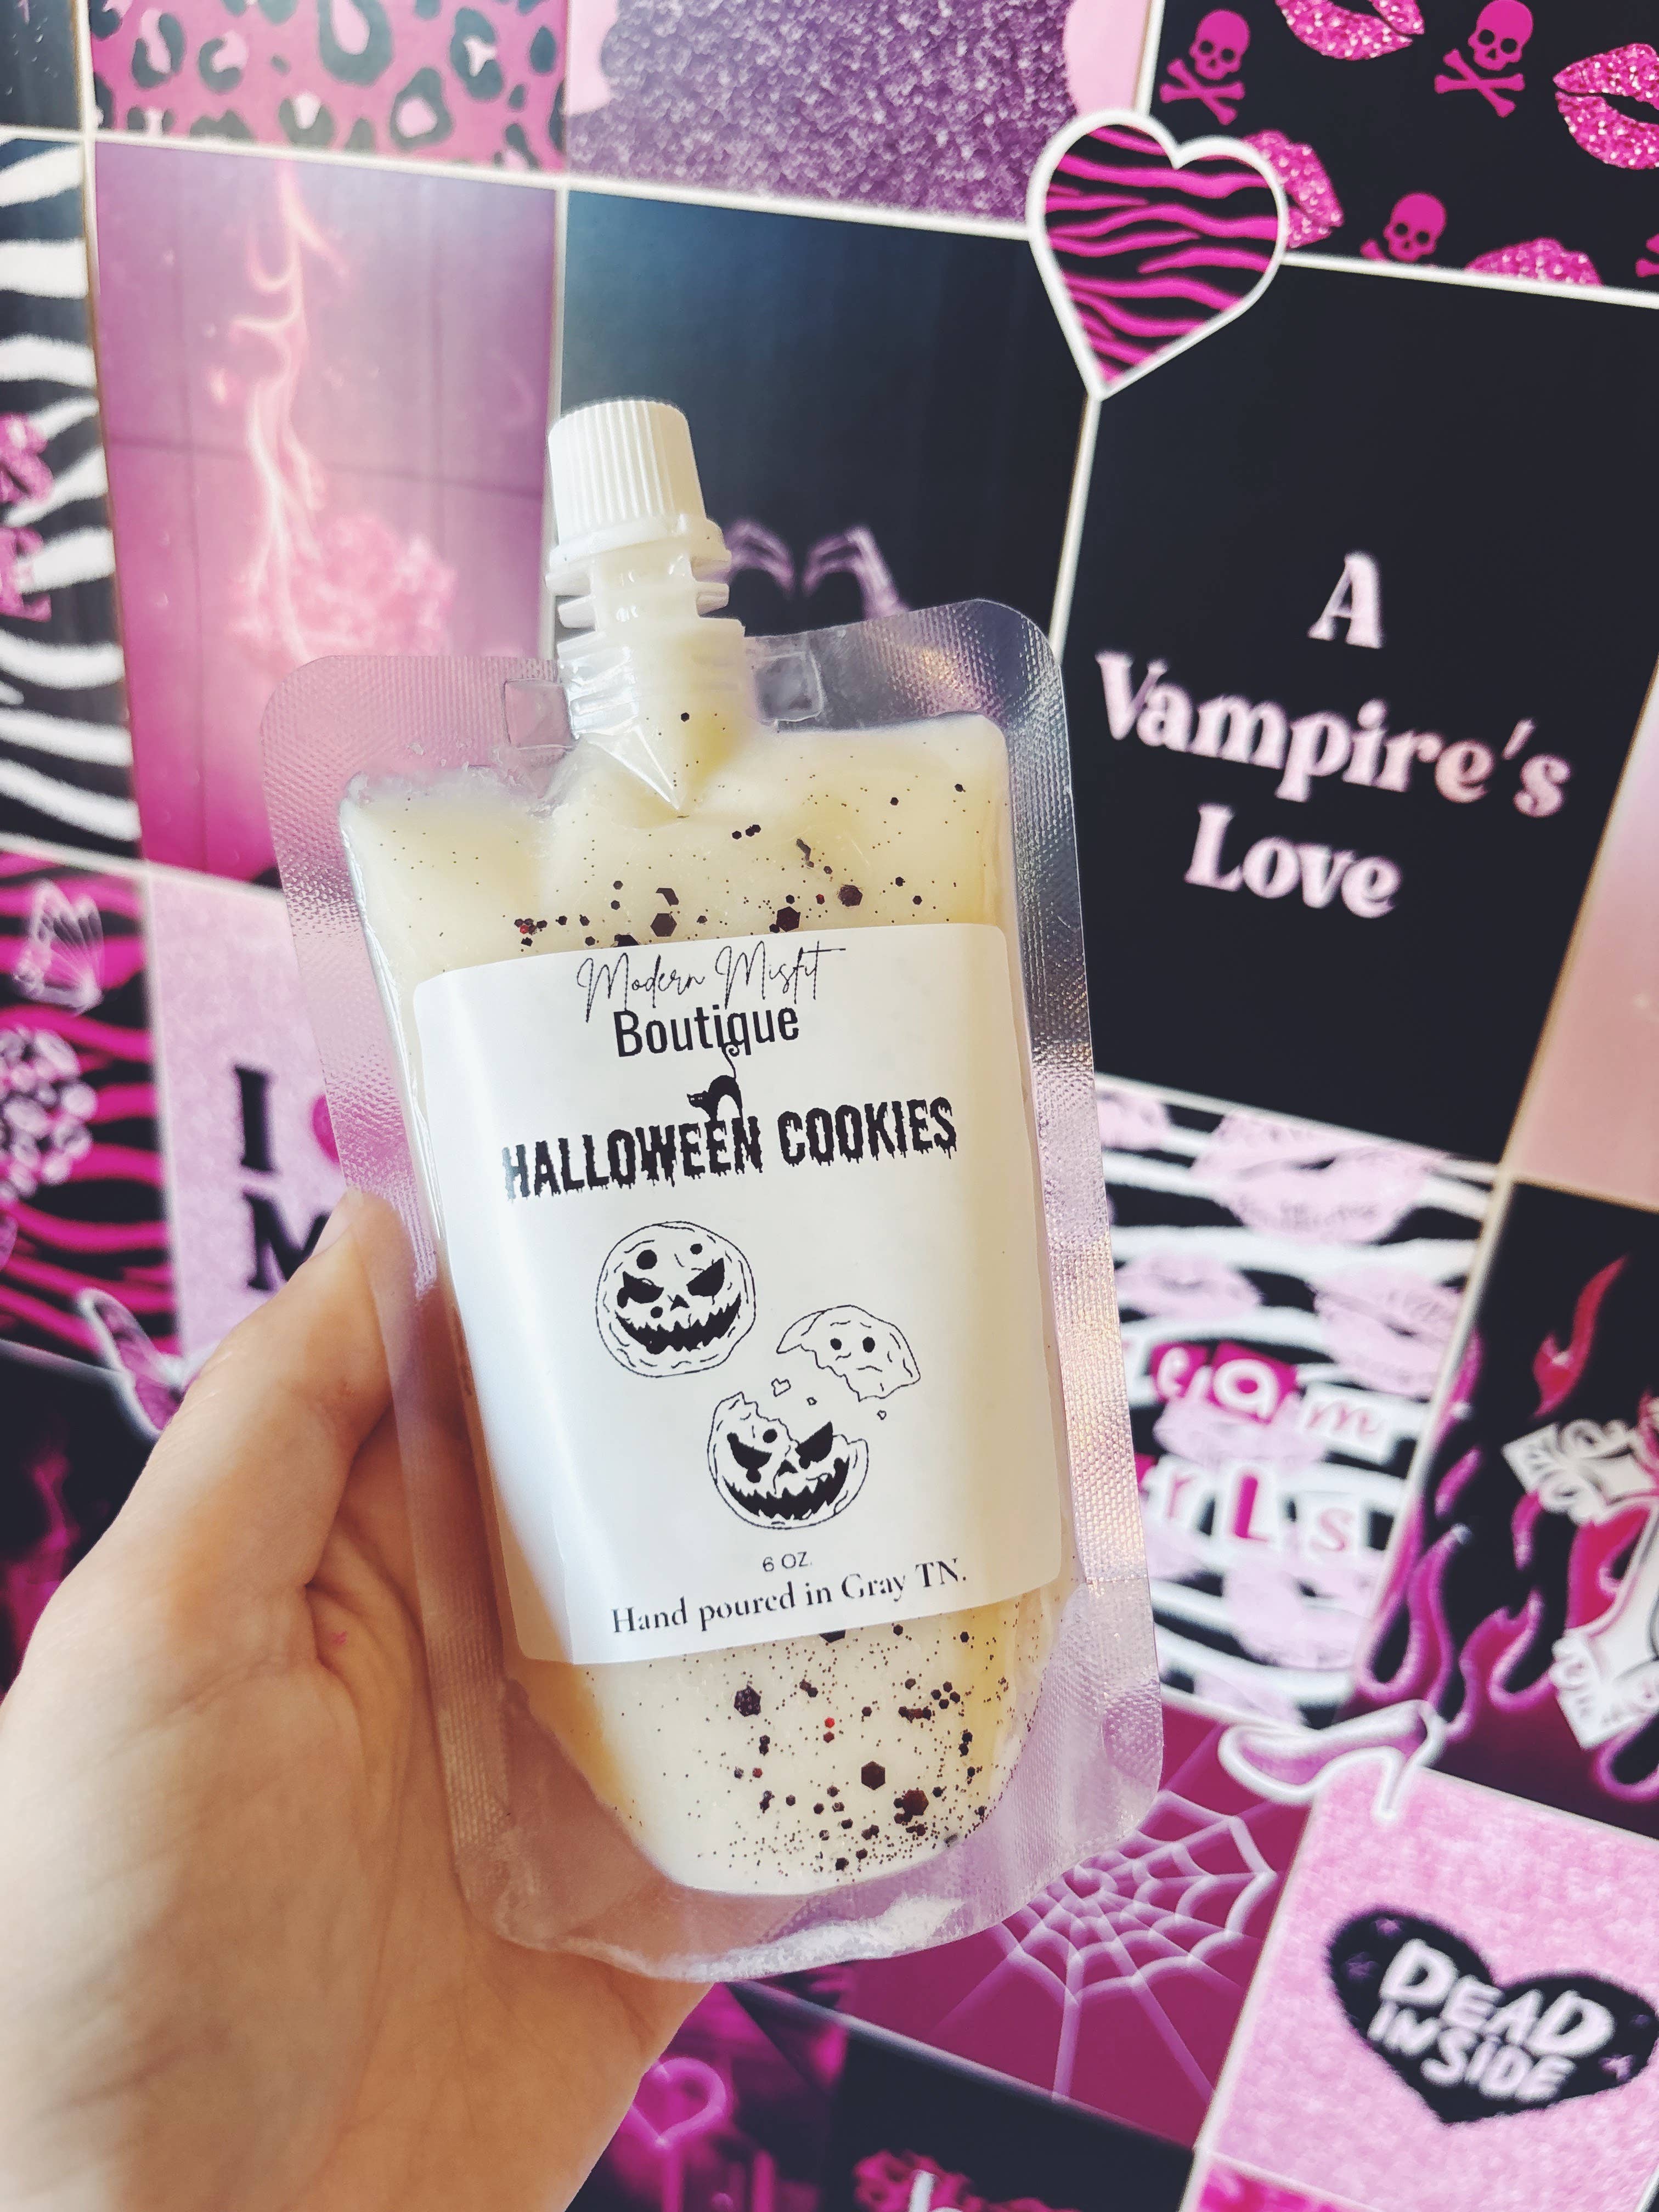 A
Vampire's
Love
Modern Misfit
Boutique
HALLOWEEN COOKIES
6 OZ.
Hand poured in Gray TN.
I
DEAD
INSIDE